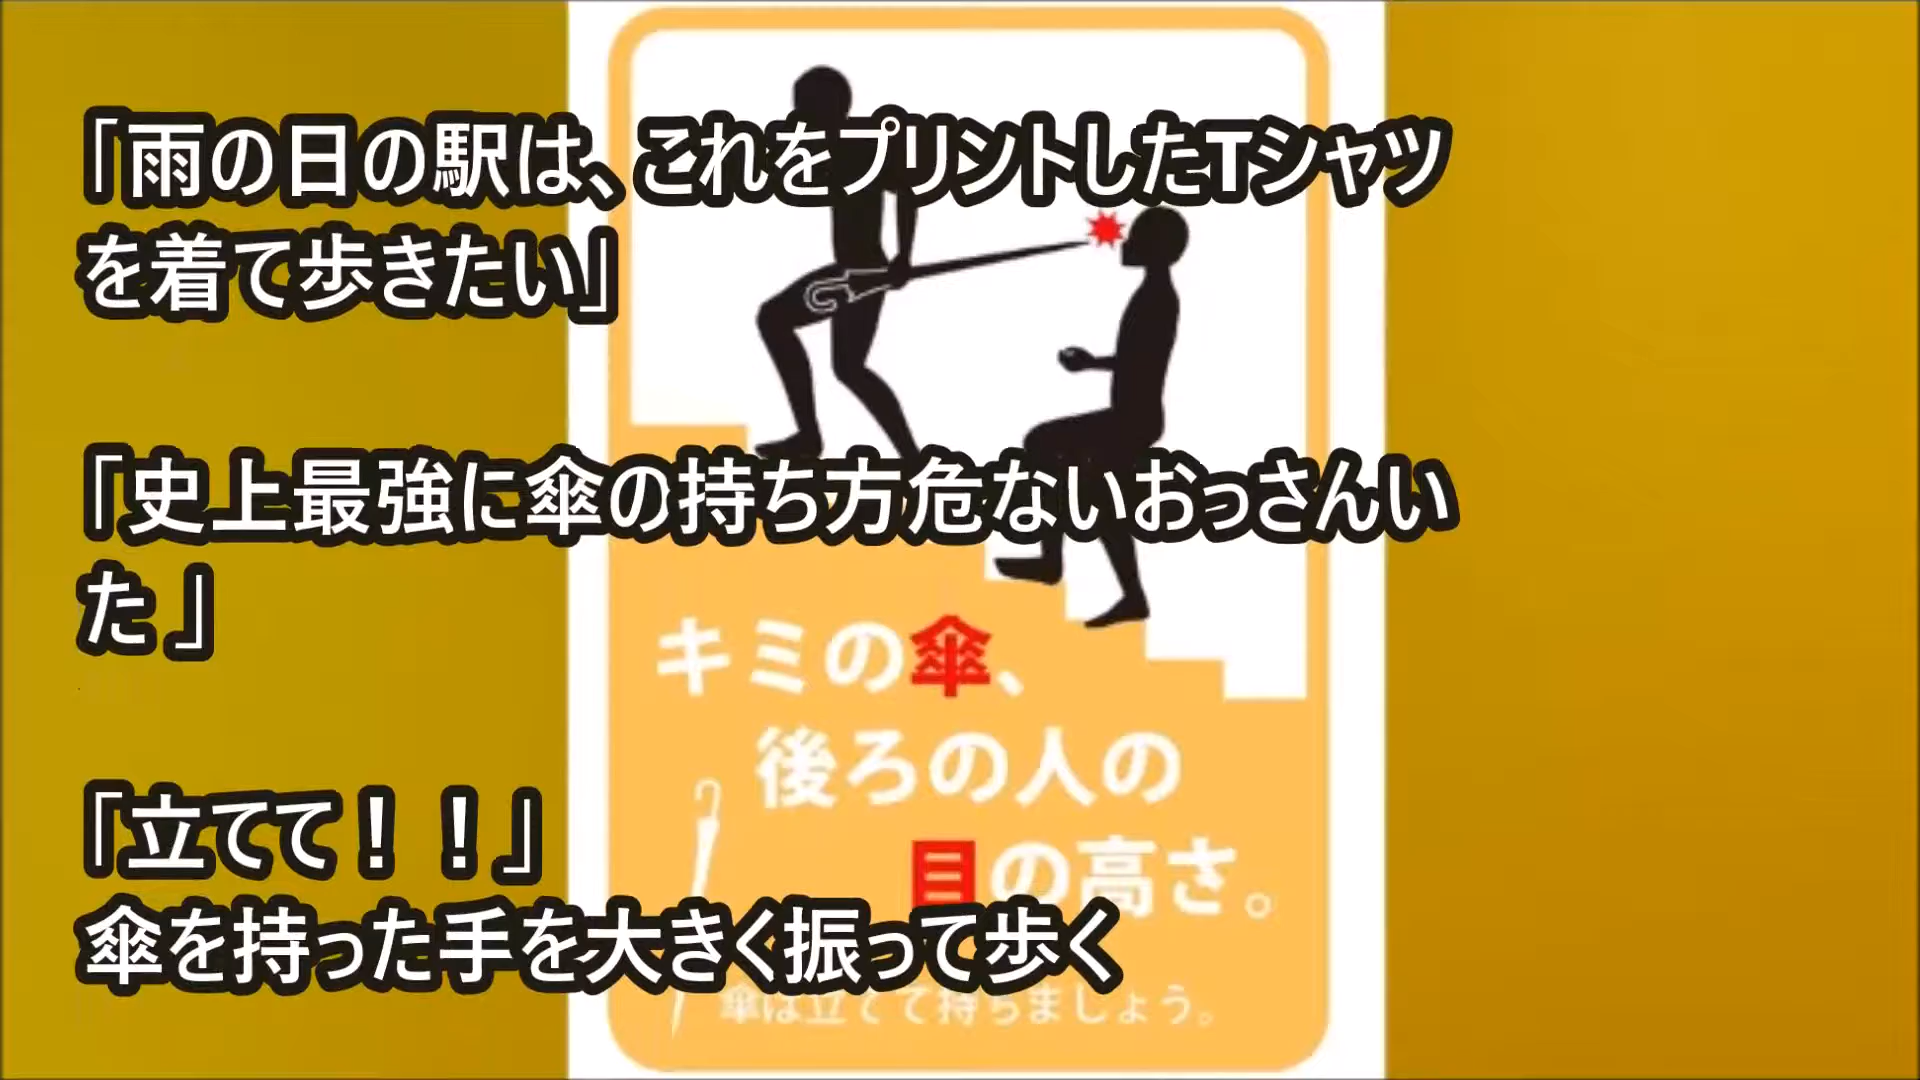 「雨の日の駅は、これをプリントしたTシャツ
を着て歩きたい」
「史上最強に傘の持ち方危ないおっさんい
た」
「立てて！！」
傘を持った手を大きく振って歩く
キミの傘、
後ろの人の
目の高さ。
傘は立てて持ちましょう。